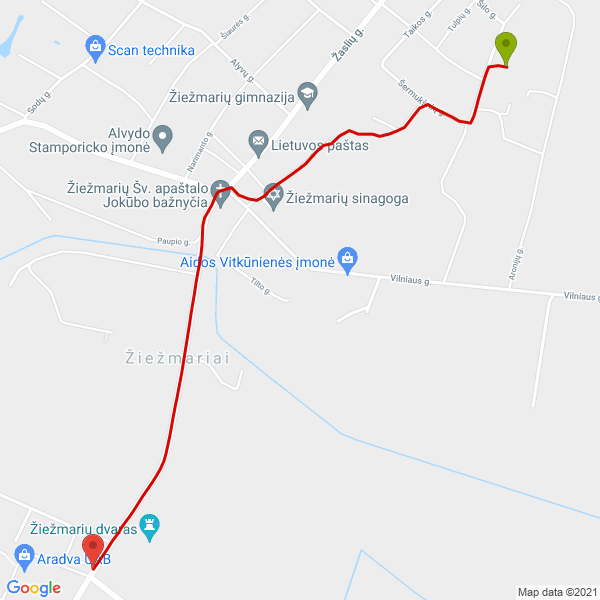 Šilo g.
Tulpių g.
Taikos g.
Šiaurės g.
Scan technika
Žaslių g.
Alyvų g.
Sodų g.
Žiežmarių gimnazija
Alvydo
Stamporicko įmonė
Narimanto g.
Lietuvos paštas
Žiežmarių Šv. apaštalo
Jokūbo bažnyčia
Žiežmarių sinagoga
Paupio g.
Aidos Vitkūnienės įmonė
Vilniaus g.
Aronijų g.
Vilniaus g.
Tilto g.
Žiežmariai
Žiežmarių dvaras
Aradva UAB
Google
Map data ©2021